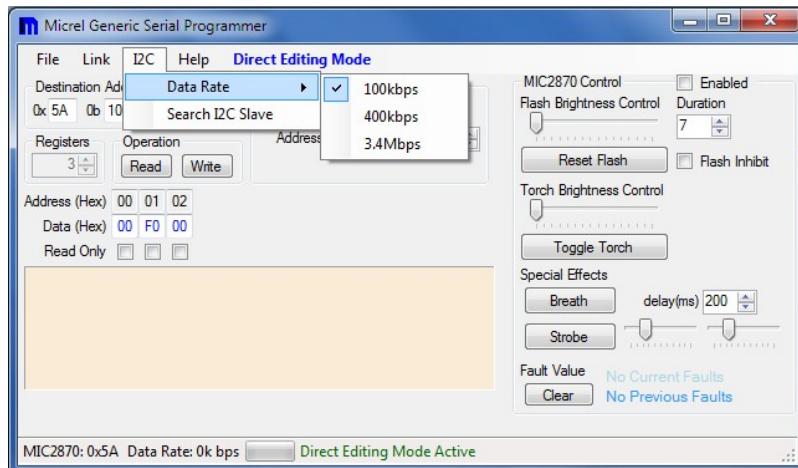 Micrel Generic Serial Programmer
File Link I2C Help Direct Editing Mode
Data Rate
Search I2C Slave
100kbps
400kbps
3.4Mbps
0x 5A 0b 10
Address
Registers
3
Operation
Read Write
Address (Hex) 00 01 02
Data (Hex) 00 F0 00
Read Only
MIC2870 Control Enabled
Flash Brightness Control Duration
7
Reset Flash Flash Inhibit
Torch Brightness Control
Toggle Torch
Special Effects
Breath delay(ms) 200
Strobe
Fault Value No Current Faults
Clear No Previous Faults
MIC2870: 0x5A Data Rate: 0k bps Direct Editing Mode Active